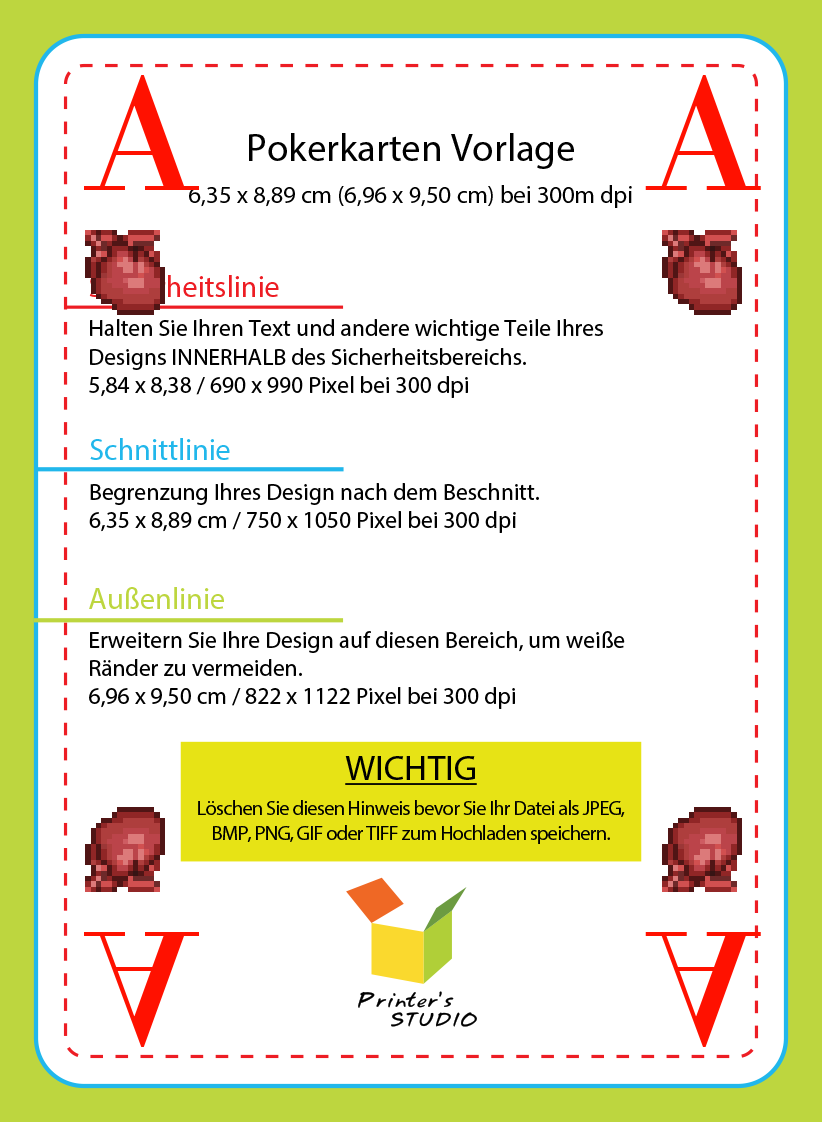 A A
Pokerkarten Vorlage
6,35 x 8,89 cm (6,96 x 9,50 cm) bei 300m dpi
heitslinie
Halten Sie Ihren Text und andere wichtige Teile Ihres
Designs INNERHALB des Sicherheitsbereichs.
5,84 x 8,38 / 690 x 990 Pixel bei 300 dpi
Schnittlinie
Begrenzung Ihres Design nach dem Beschnitt.
6,35 x 8,89 cm / 750 x 1050 Pixel bei 300 dpi
Außenlinie
Erweitern Sie Ihre Design auf diesen Bereich, um weiße
Ränder zu vermeiden.
6,96 x 9,50 cm / 822 x 1122 Pixel bei 300 dpi
WICHTIG
Löschen Sie diesen Hinweis bevor Sie Ihr Datei als JPEG,
BMP, PNG, GIF oder TIFF zum Hochladen speichern.
Printer's
STUDIO
A A